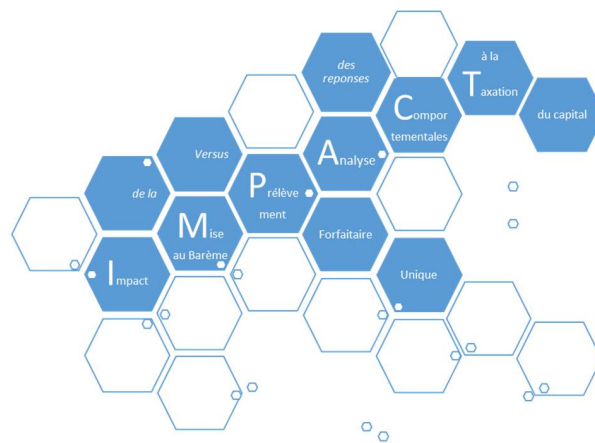 Impact
de la
Mise
au Barème
Versus
Prélève
ment
Forfaitaire
Unique
Analyse
des reponses
Compor
tementales
à la
Taxation
du capital